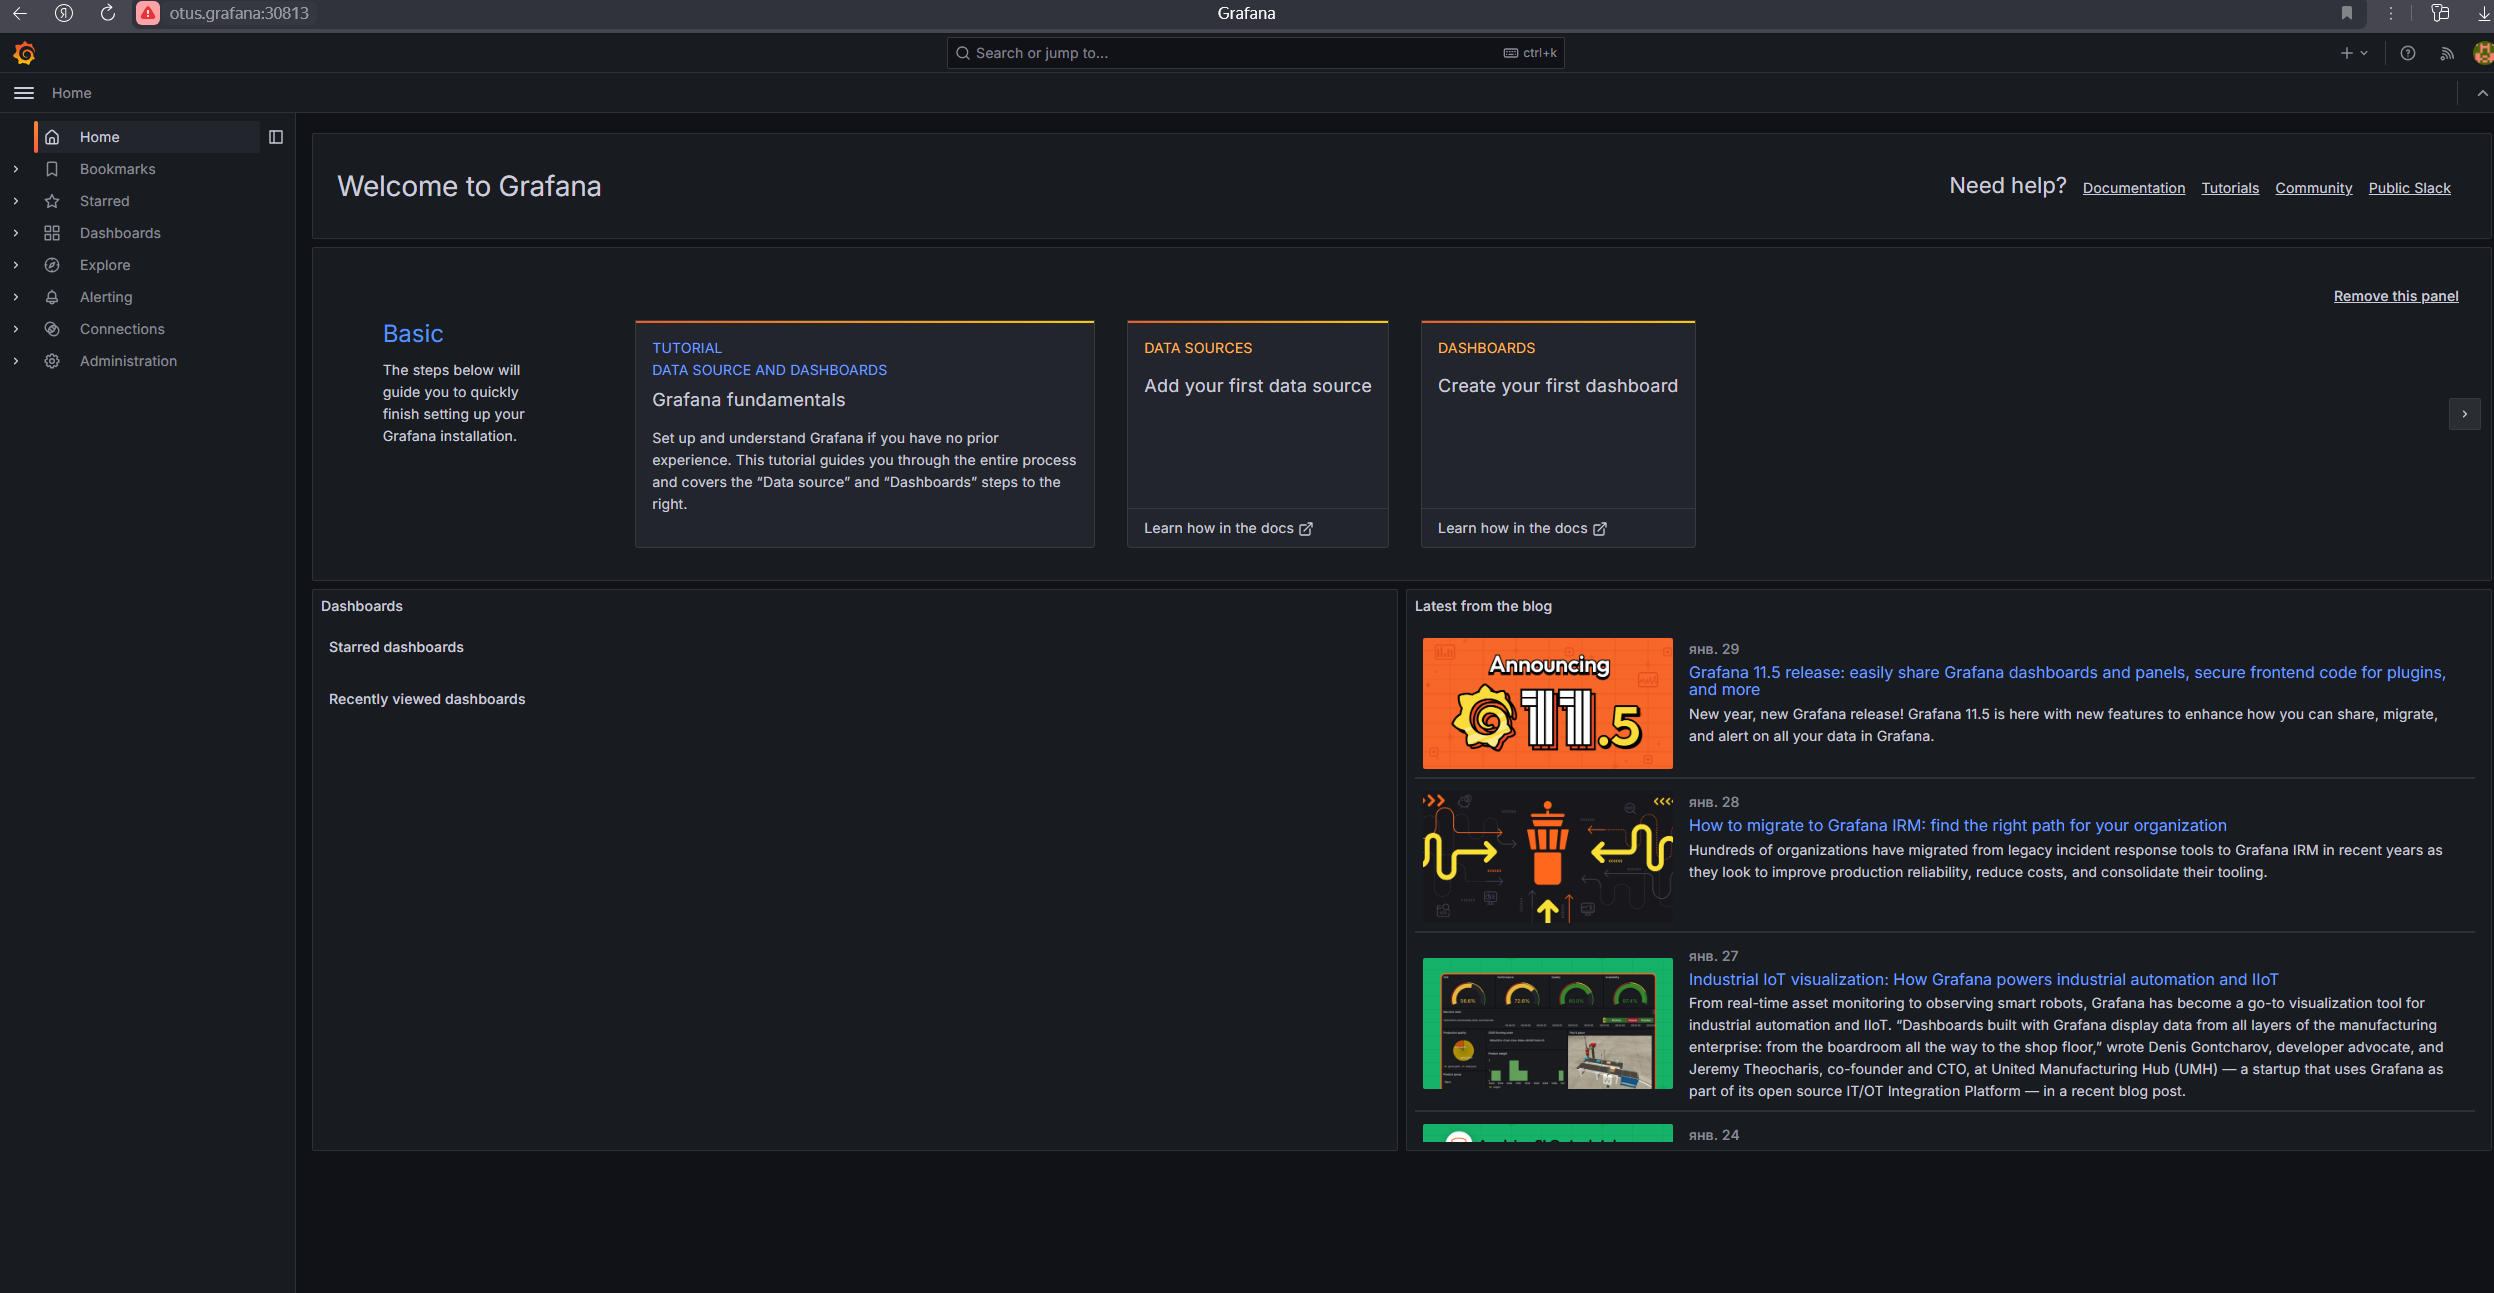 otus.grafana:30813
Grafana
Search or jump to...
ctrl+k
Home
Home
Bookmarks
Starred
Dashboards
Explore
Alerting
Connections
Administration
Welcome to Grafana
Need help?
Documentation
Tutorials
Community
Public Slack
Remove this panel
Basic
The steps below will
guide you to quickly
finish setting up your
Grafana installation.
TUTORIAL
DATA SOURCE AND DASHBOARDS
Grafana fundamentals
Set up and understand Grafana if you have no prior
experience. This tutorial guides you through the entire process
and covers the “Data source” and “Dashboards” steps to the
right.
DATA SOURCES
Add your first data source
Learn how in the docs
DASHBOARDS
Create your first dashboard
Learn how in the docs
Dashboards
Starred dashboards
Recently viewed dashboards
Latest from the blog
Announcing
11.5
янв. 29
Grafana 11.5 release: easily share Grafana dashboards and panels, secure frontend code for plugins,
and more
New year, new Grafana release! Grafana 11.5 is here with new features to enhance how you can share, migrate,
and alert on all your data in Grafana.
янв. 28
How to migrate to Grafana IRM: find the right path for your organization
Hundreds of organizations have migrated from legacy incident response tools to Grafana IRM in recent years as
they look to improve production reliability, reduce costs, and consolidate their tooling.
янв. 27
Industrial IoT visualization: How Grafana powers industrial automation and IIoT
From real-time asset monitoring to observing smart robots, Grafana has become a go-to visualization tool for
industrial automation and IIoT. “Dashboards built with Grafana display data from all layers of the manufacturing
enterprise: from the boardroom all the way to the shop floor,” wrote Denis Gontcharov, developer advocate, and
Jeremy Theocharis, co-founder and CTO, at United Manufacturing Hub (UMH) — a startup that uses Grafana as
part of its open source IT/OT Integration Platform — in a recent blog post.
янв. 24